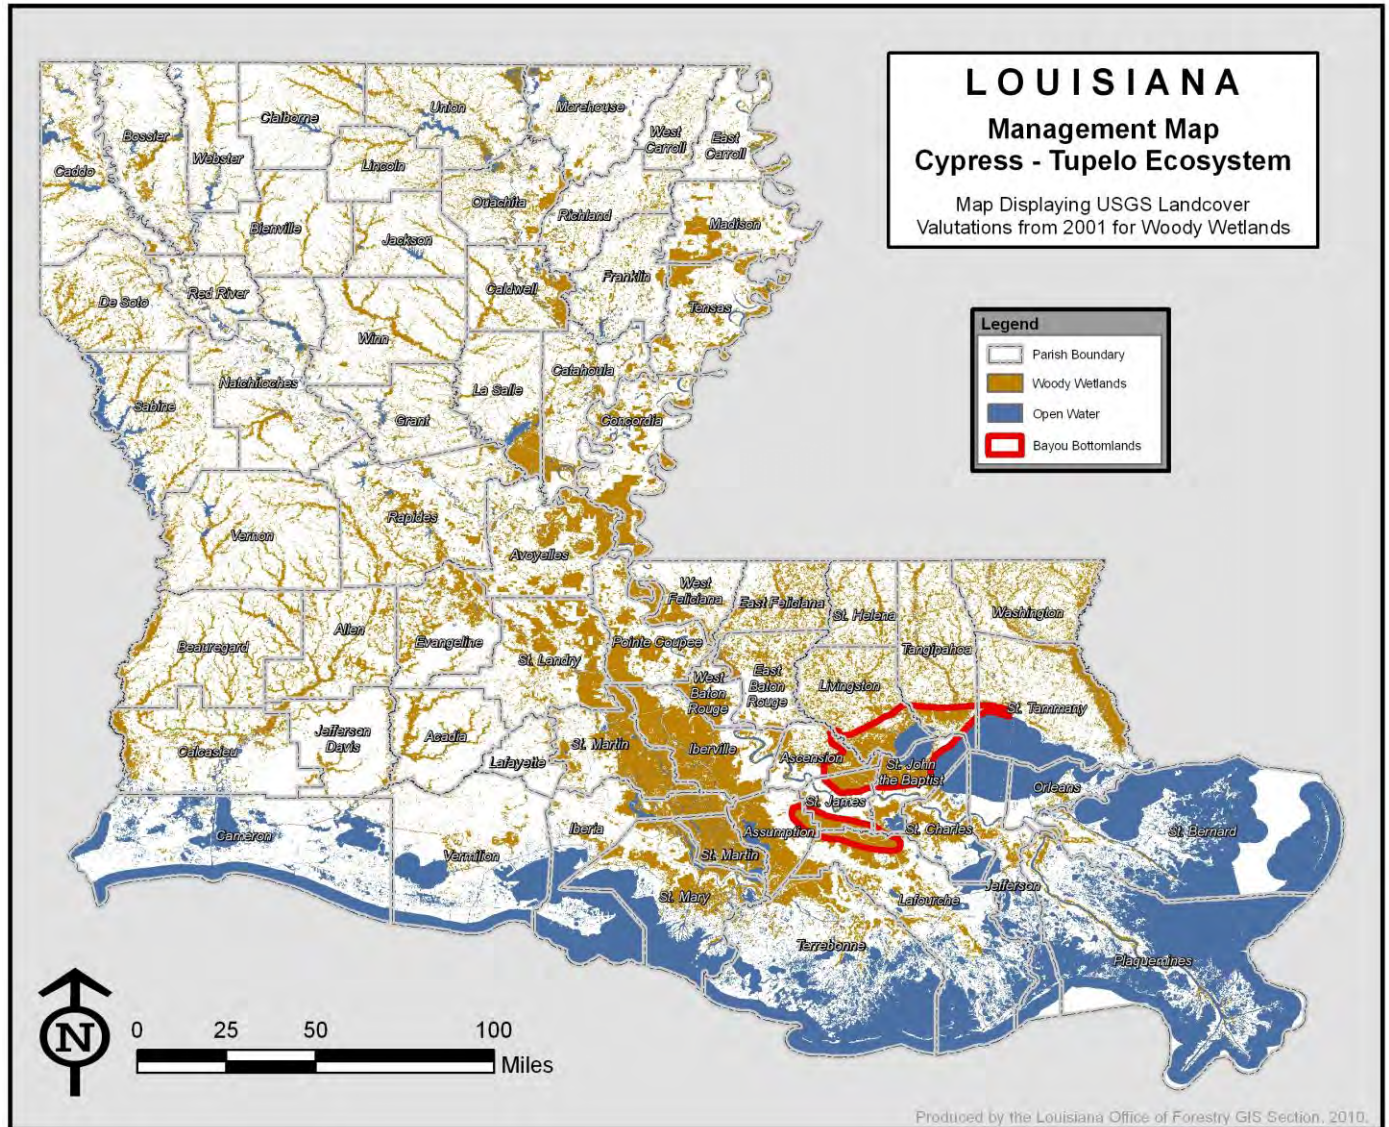 LOUISIANA
Management Map
Cypress - Tupelo Ecosystem
Map Displaying USGS Landcover
Valutations from 2001 for Woody Wetlands
Legend
Parish Boundary
Woody Wetlands
Open Water
Bayou Bottomlands
Caddo
Bossier
Webster
Claiborne
Union
Morehouse
West
Carroll
East
Carroll
Lincoln
Ouachita
Richland
Madison
Bienville
Jackson
De Soto
Red River
Caldwell
Franklin
Tensas
Winn
Sabine
Natchitoches
Grant
La Salle
Catahoula
Concordia
Vernon
Rapides
Avoyelles
Beauregard
Allen
Evangeline
St. Landry
Pointe Coupee
West
Feliciana
East Feliciana
St. Helena
Tangipahoa
Washington
West
Baton
Rouge
East
Baton
Rouge
Livingston
St. Tammany
Calcasieu
Jefferson
Davis
Acadia
Lafayette
St. Martin
Iberville
Ascension
St. John
the Baptist
St. James
Orleans
St. Bernard
Cameron
Vermilion
Iberia
Assumption
St. Martin
St. Charles
St. Mary
Lafourche
Jefferson
Terrebonne
Plaquemines
N
0 25 50 100
Miles
Produced by the Louisiana Office of Forestry GIS Section, 2010.